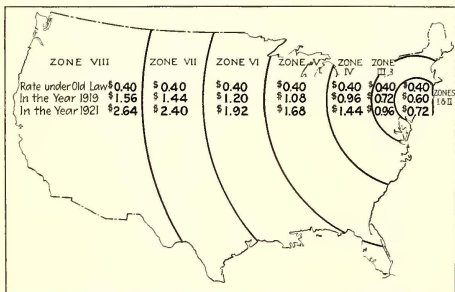 ZONE VIII ZONE VII ZONE VI ZONE V ZONE IV ZONE III,3
Rate under Old Law $0.40 $0.40 $0.40 $0.40 $0.40 $0.40 $0.40
In the Year 1919 $1.56 $1.44 $1.20 $1.08 $0.96 $0.72 $0.60
In the Year 1921 $2.64 $2.40 $1.92 $1.68 $1.44 $0.96 $0.72
ZONES
I & II